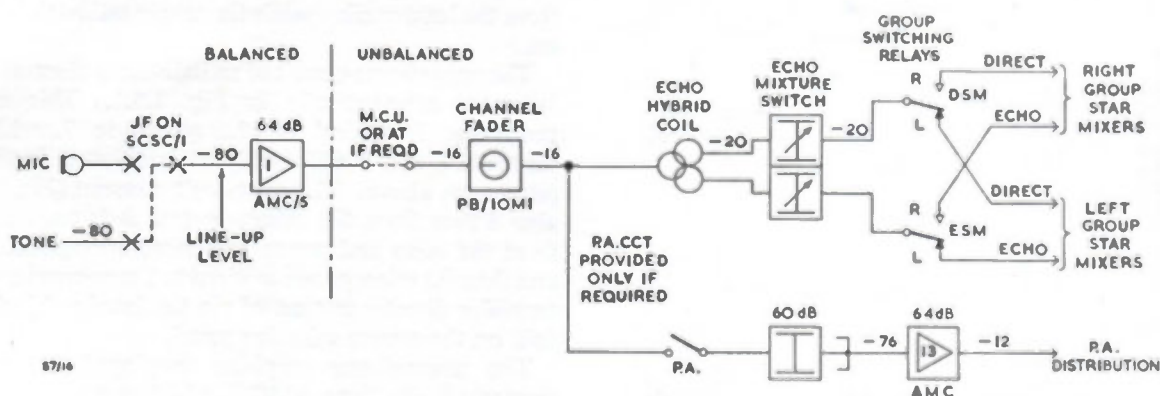 BALANCED
UNBALANCED
JF ON
SCSC/1
64 dB
M.C.U.
OR AT
IF REQD
CHANNEL
FADER
MIC
-80
1
-16
-16
AMC/5
PB/10M1
TONE
-80
LINE-UP
LEVEL
ECHO
HYBRID
COIL
-20
ECHO
MIXTURE
SWITCH
-20
GROUP
SWITCHING
RELAYS
R
DSM
L
R
ESM
L
DIRECT
ECHO
DIRECT
ECHO
RIGHT
GROUP
STAR
MIXERS
LEFT
GROUP
STAR
MIXERS
P.A. CCT
PROVIDED
ONLY IF
REQUIRED
P.A.
60 dB
-76
64 dB
13
AMC
-12
P.A.
DISTRIBUTION
57/16